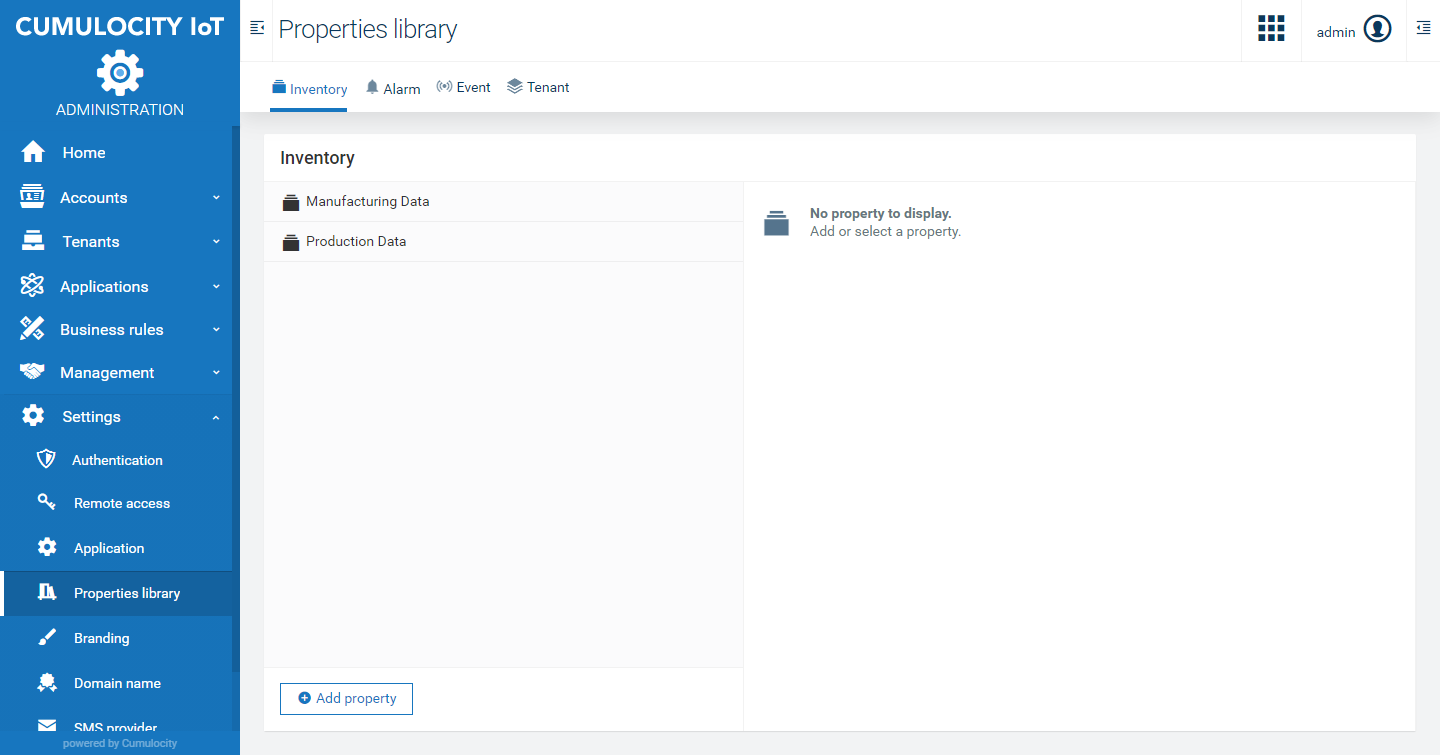 CUMULOCITY IoT
ADMINISTRATION
Home
Accounts
Tenants
Applications
Business rules
Management
Settings
Authentication
Remote access
Application
Properties library
Branding
Domain name
SMS provider
powered by Cumulocity
Properties library
admin
Inventory
Alarm
Event
Tenant
Inventory
Manufacturing Data
Production Data
Add property
No property to display.
Add or select a property.